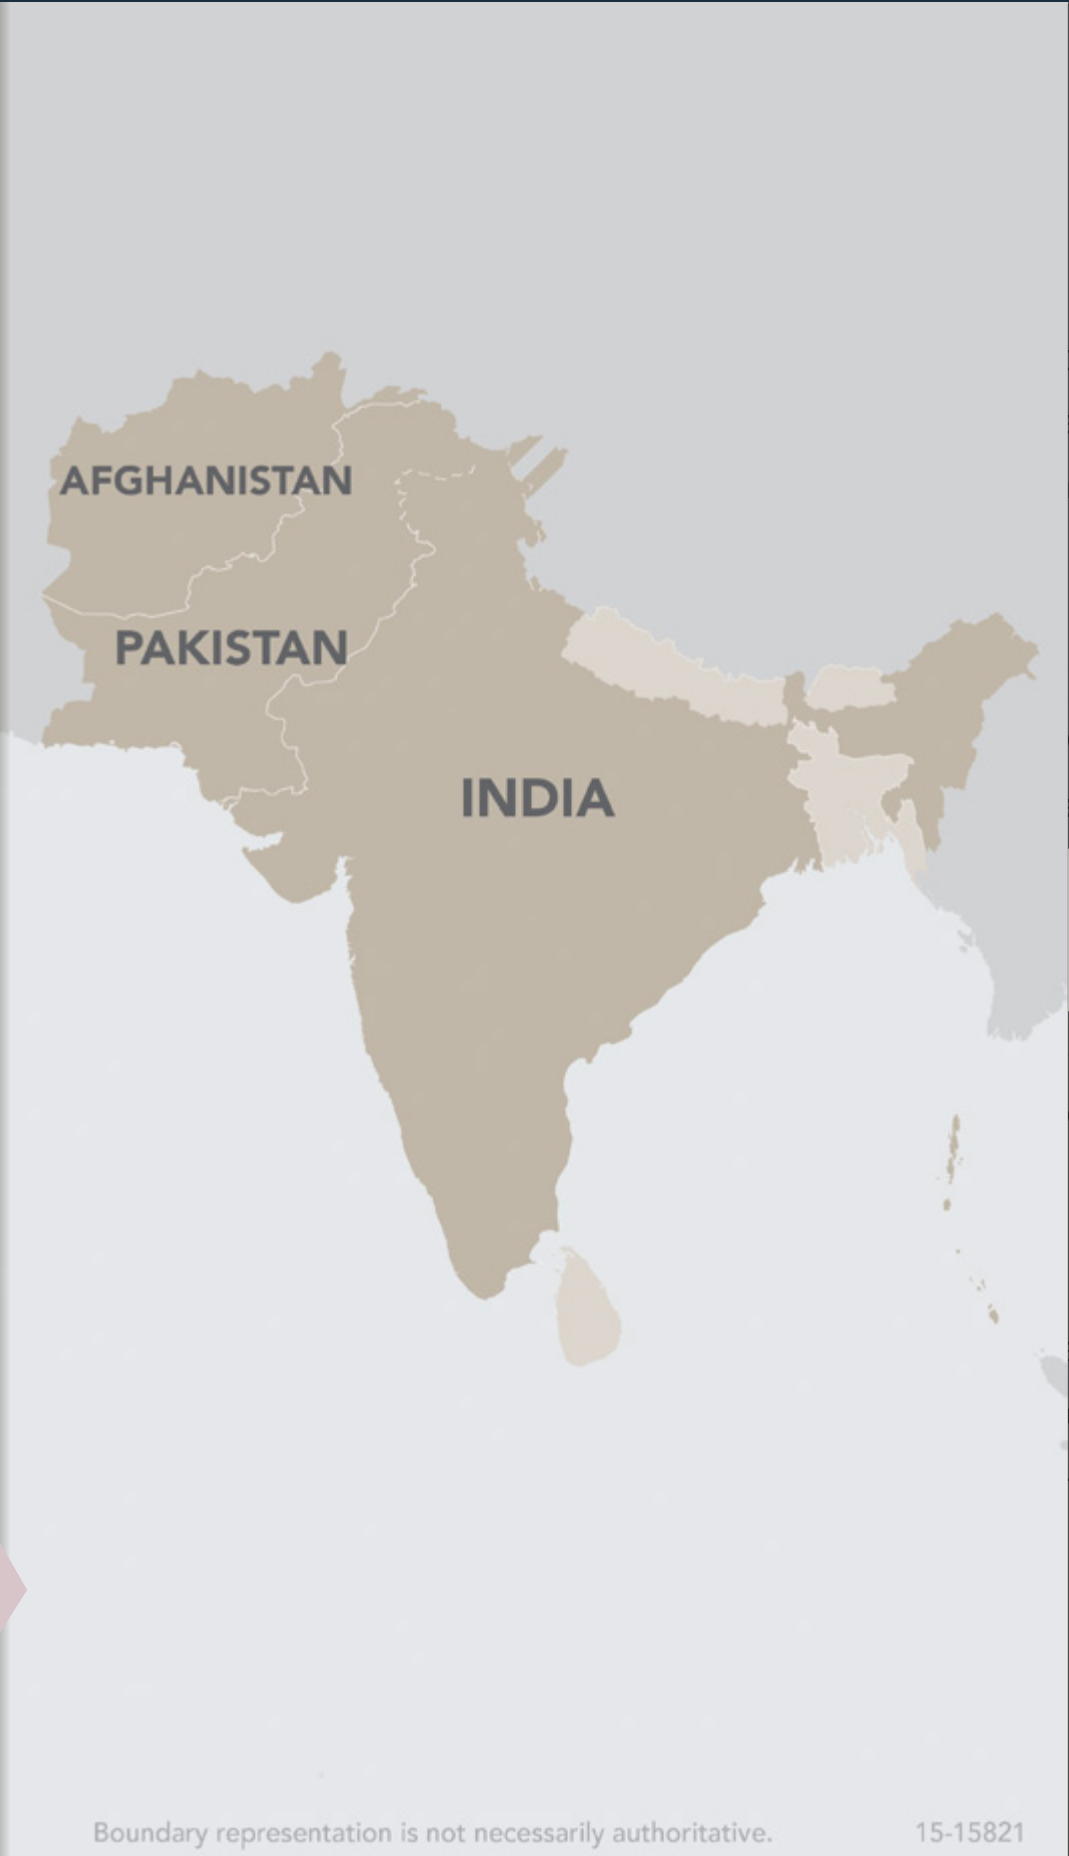 AFGHANISTAN
PAKISTAN
INDIA
Boundary representation is not necessarily authoritative. 15-15821